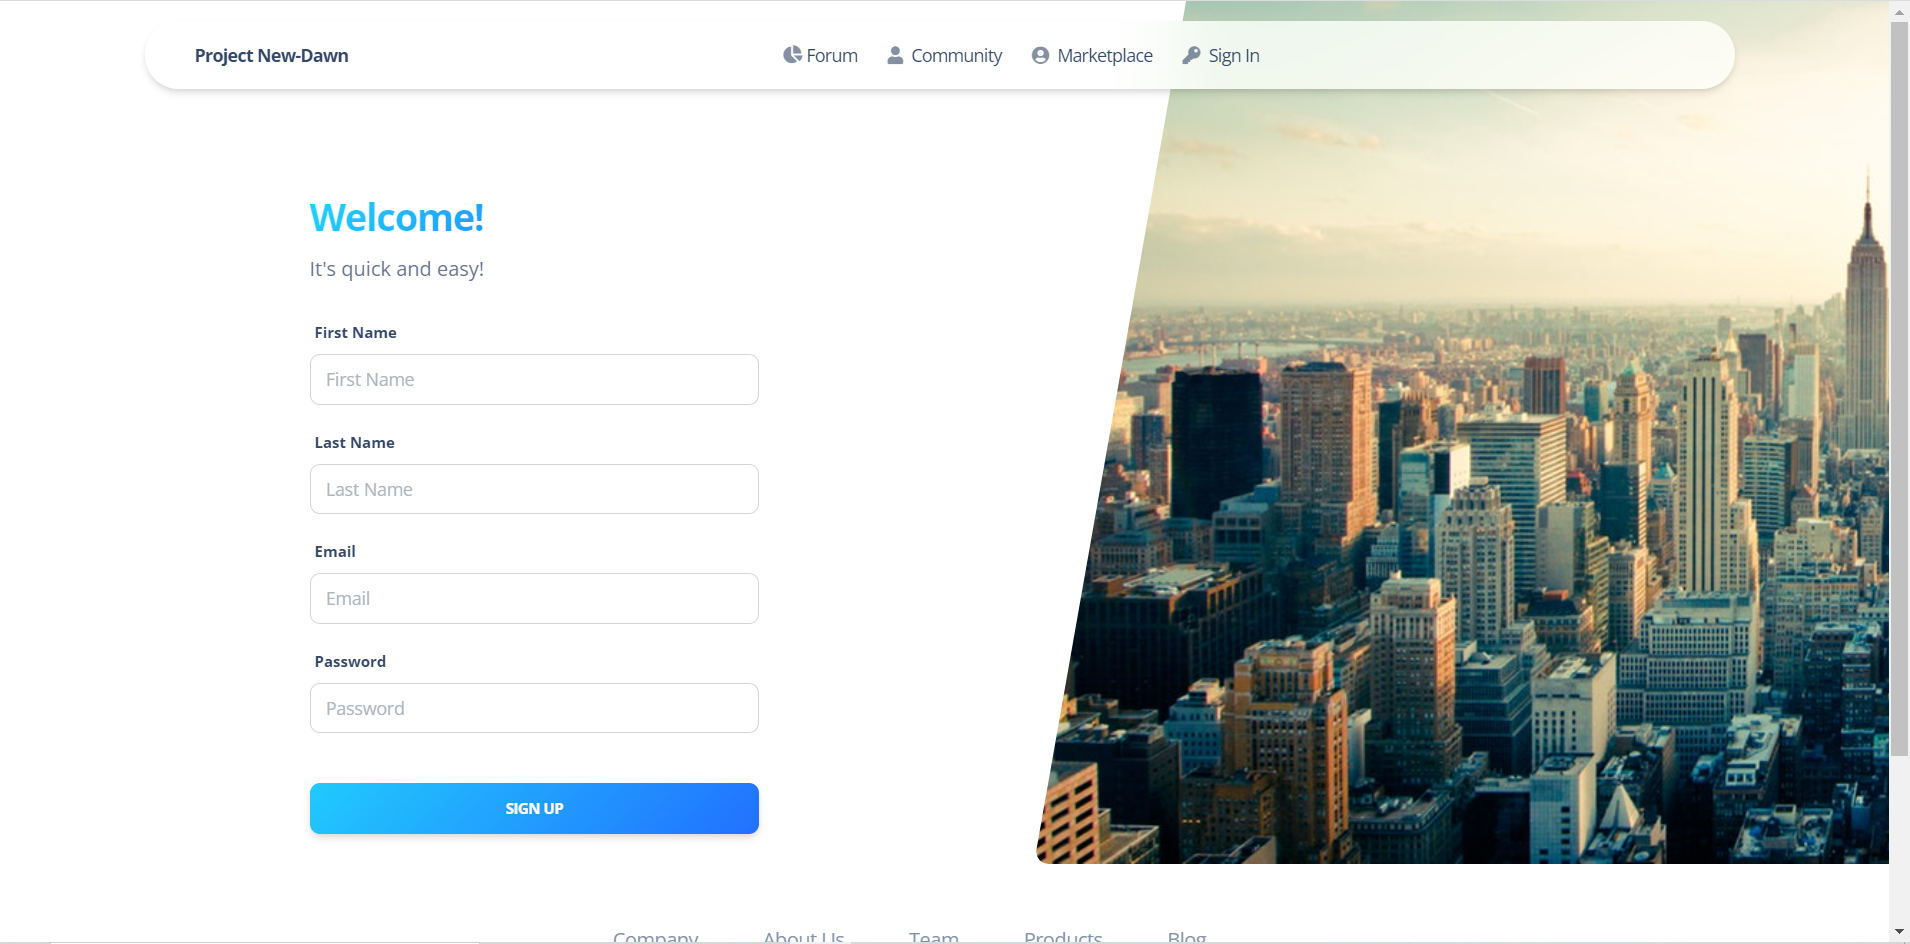 Project New-Dawn
Forum Community Marketplace Sign In
Welcome!
It's quick and easy!
First Name
First Name
Last Name
Last Name
Email
Email
Password
Password
SIGN UP
Company About Us Team Products Blog